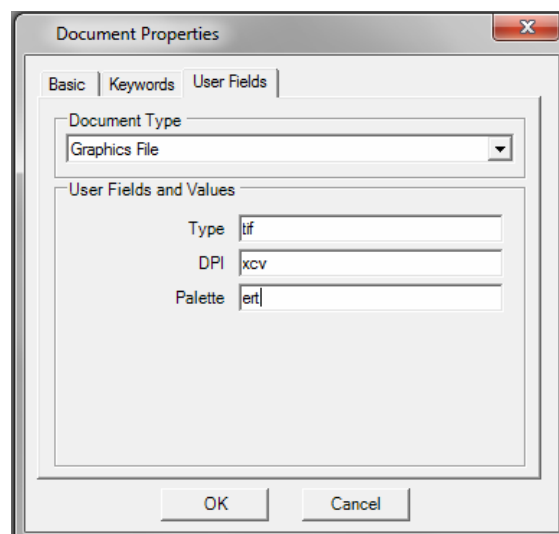 Document Properties
Basic Keywords User Fields
Document Type
Graphics File
User Fields and Values
Type tif
DPI xcv
Palette ert
OK Cancel